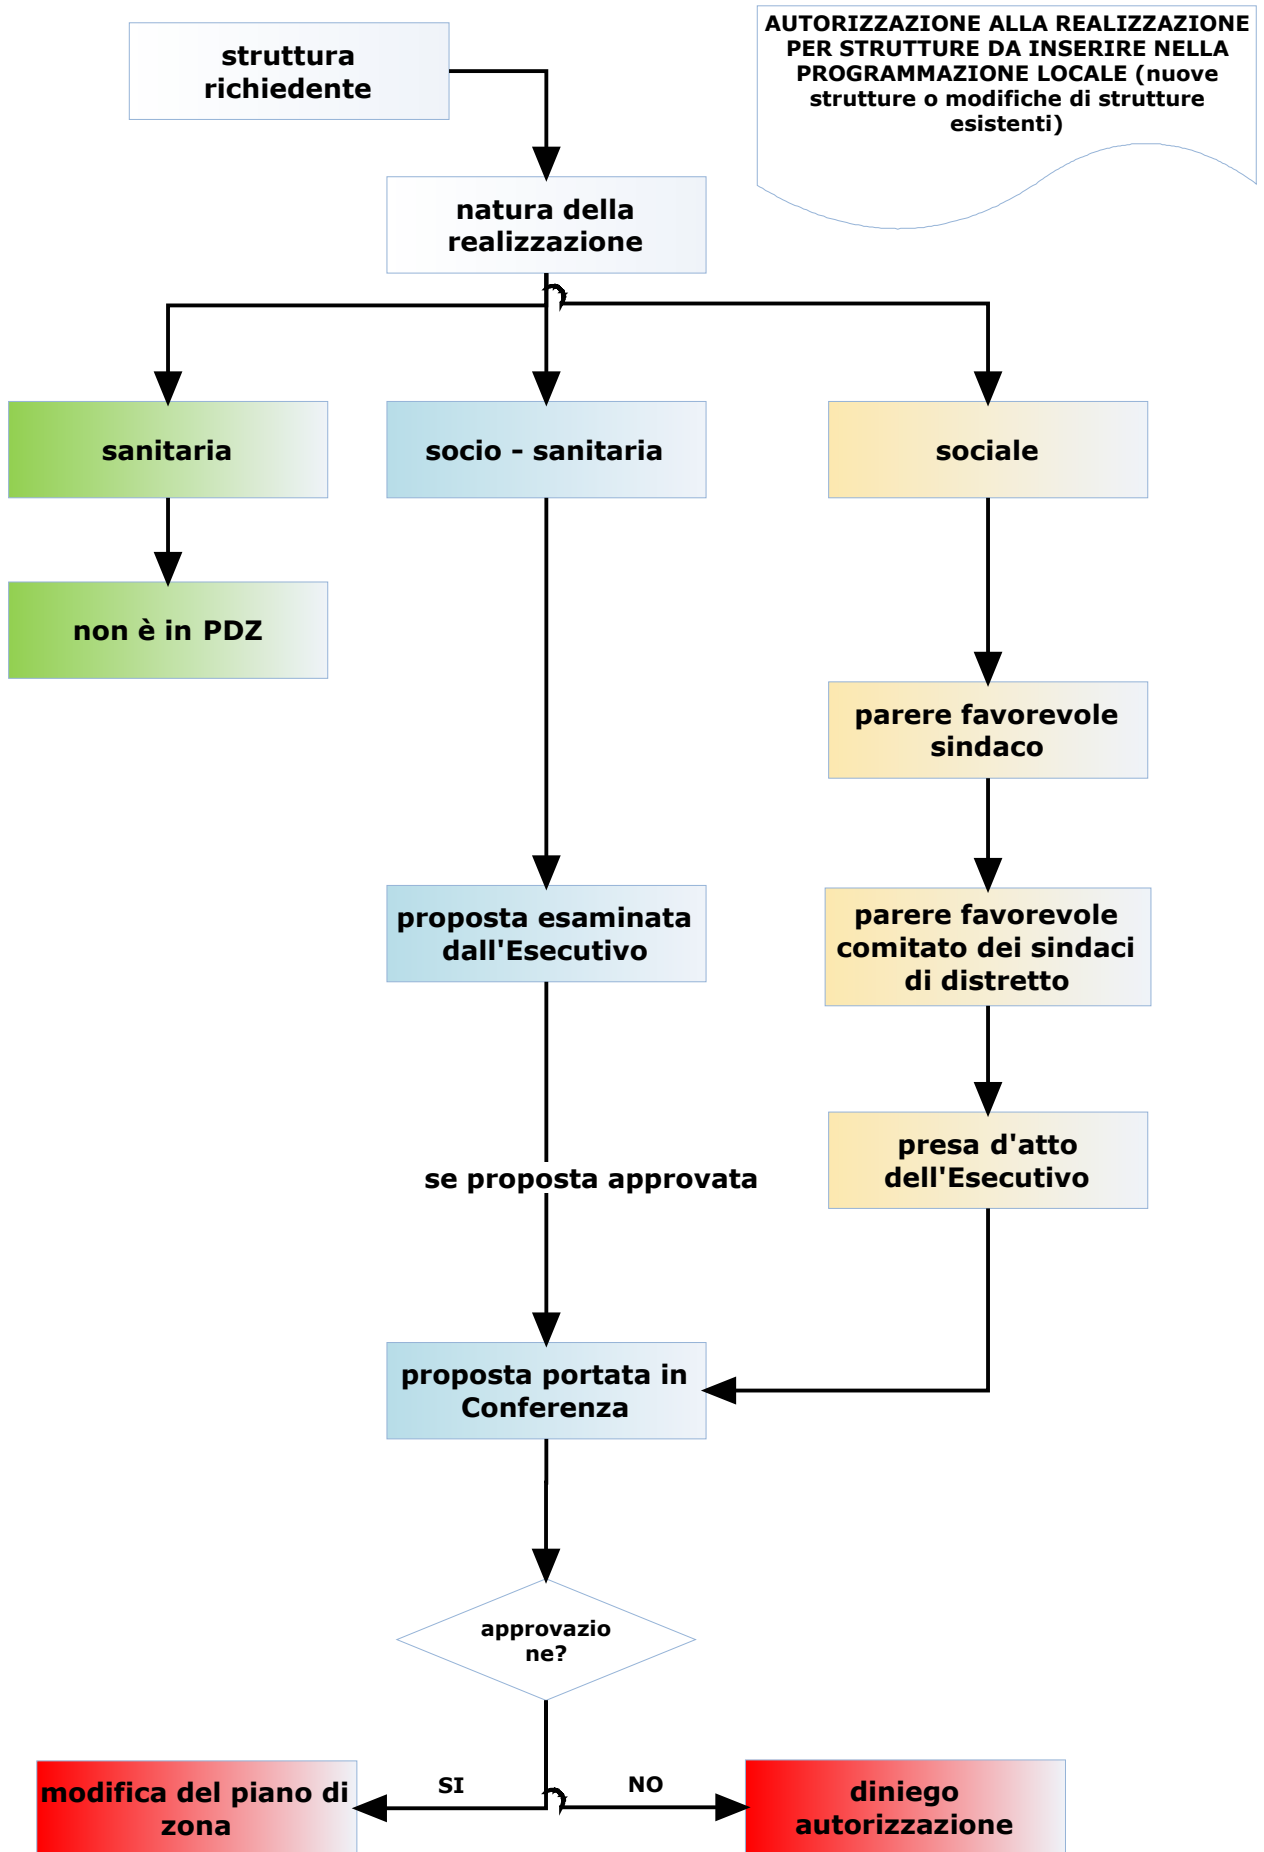 struttura
richiedente
AUTORIZZAZIONE ALLA REALIZZAZIONE
PER STRUTTURE DA INSERIRE NELLA
PROGRAMMAZIONE LOCALE (nuove
strutture o modifiche di strutture
esistenti)
natura della
realizzazione
sanitaria
socio - sanitaria
sociale
non è in PDZ
parere favorevole
sindaco
proposta esaminata
dall'Esecutivo
parere favorevole
comitato dei sindaci
di distretto
presa d'atto
dell'Esecutivo
se proposta approvata
proposta portata in
Conferenza
approvazio
ne?
SI
NO
modifica del piano di
zona
diniego
autorizzazione